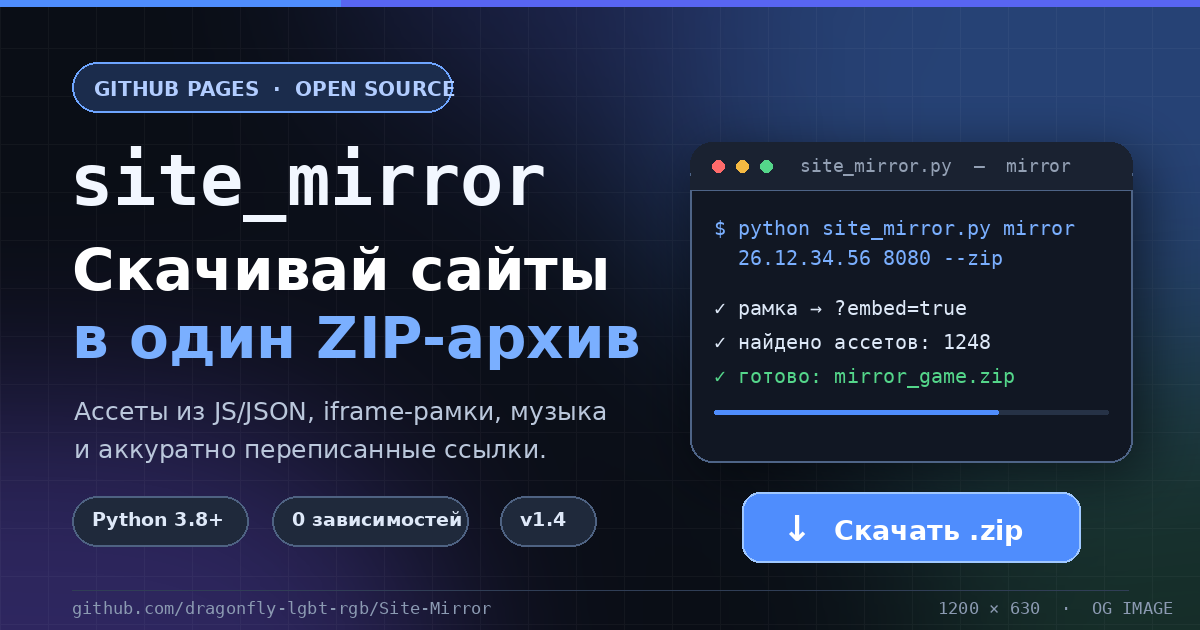 GITHUB PAGES · OPEN SOURCE
site_mirror
Скачивай сайты
в один ZIP-архив
Ассеты из JS/JSON, iframe-рамки, музыка
и аккуратно переписанные ссылки.
Python 3.8+
0 зависимостей
v1.4
site_mirror.py — mirror
$ python site_mirror.py mirror
26.12.34.56 8080 --zip
✓ рамка → ?embed=true
✓ найдено ассетов: 1248
✓ готово: mirror_game.zip
↓ Скачать .zip
github.com/dragonfly-lgbt-rgb/Site-Mirror
1200 × 630 · OG IMAGE